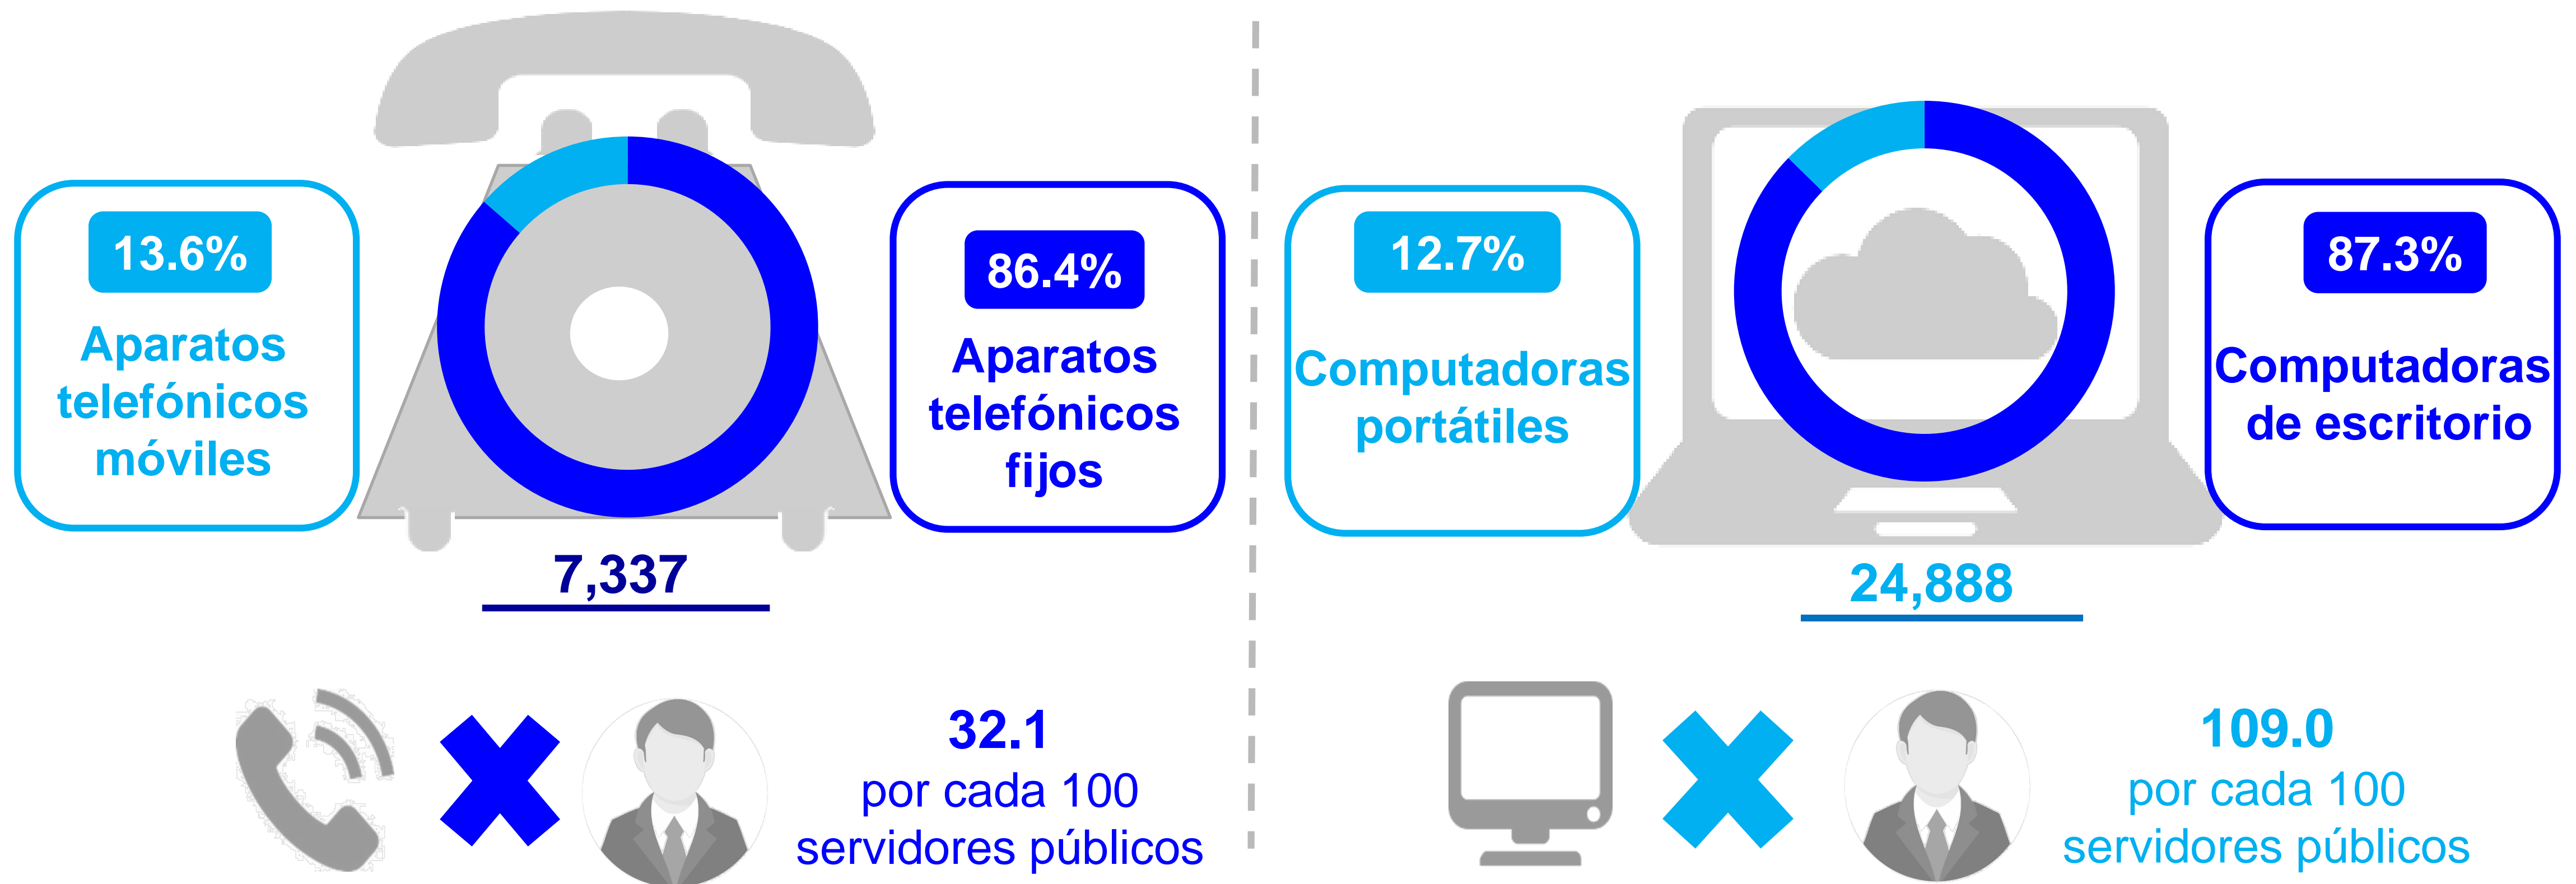 13.6%
Aparatos
telefónicos
móviles
86.4%
Aparatos
telefónicos
fijos
7,337
32.1
por cada 100
servidores públicos
12.7%
Computadoras
portátiles
87.3%
Computadoras
de escritorio
24,888
109.0
por cada 100
servidores públicos